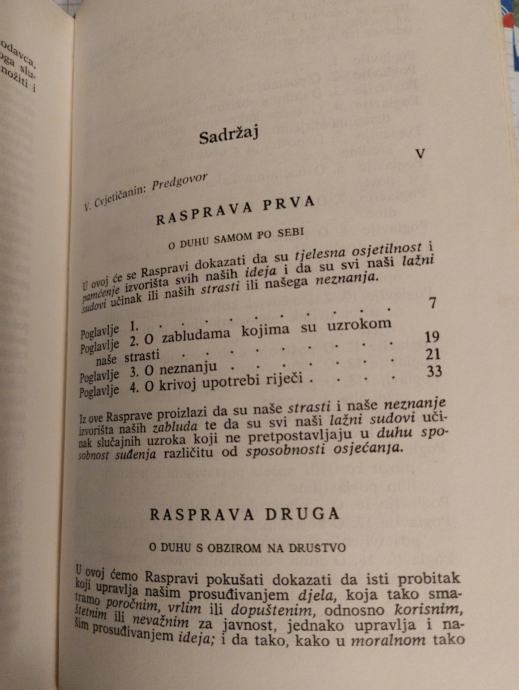 odavca,
oga slu-
nožiti i
Sadržaj
V. Cvjetičanin: Predgovor V
RASPRAVA PRVA
O DUHU SAMOM PO SEBI
U ovoj će se Raspravi dokazati da su tjelesna osjetilnost i
pamćenje izvorišta svih naših ideja i da su svi naši lažni
sudovi učinak ili naših strasti ili našega neznanja.
Poglavlje 1. . . . . . . . . . 7
Poglavlje 2. O zabludama kojima su uzrokom
naše strasti . . . . . . . . 19
Poglavlje 3. O neznanju . . . . . . 21
Poglavlje 4. O krivoj upotrebi riječi . . . . 33
Iz ove Rasprave proizlazi da su naše strasti i naše neznanje
izvorišta naših zabluda te da su svi naši lažni sudovi uči-
nak slučajnih uzroka koji ne pretpostavljaju u duhu spo-
sobnost suđenja različitu od sposobnosti osjećanja.
RASPRAVA DRUGA
O DUHU S OBZIROM NA DRUŠTVO
U ovoj ćemo Raspravi pokušati dokazati da isti probitak
koji upravlja našim prosuđivanjem djela, koja tako sma-
tramo poročnim, vrlim ili dopuštenim, odnosno korisnim,
štetnim ili nevažnim za javnost, jednako upravlja i na-
šim prosuđivanjem ideja; i da tako, kako u moralnom tako